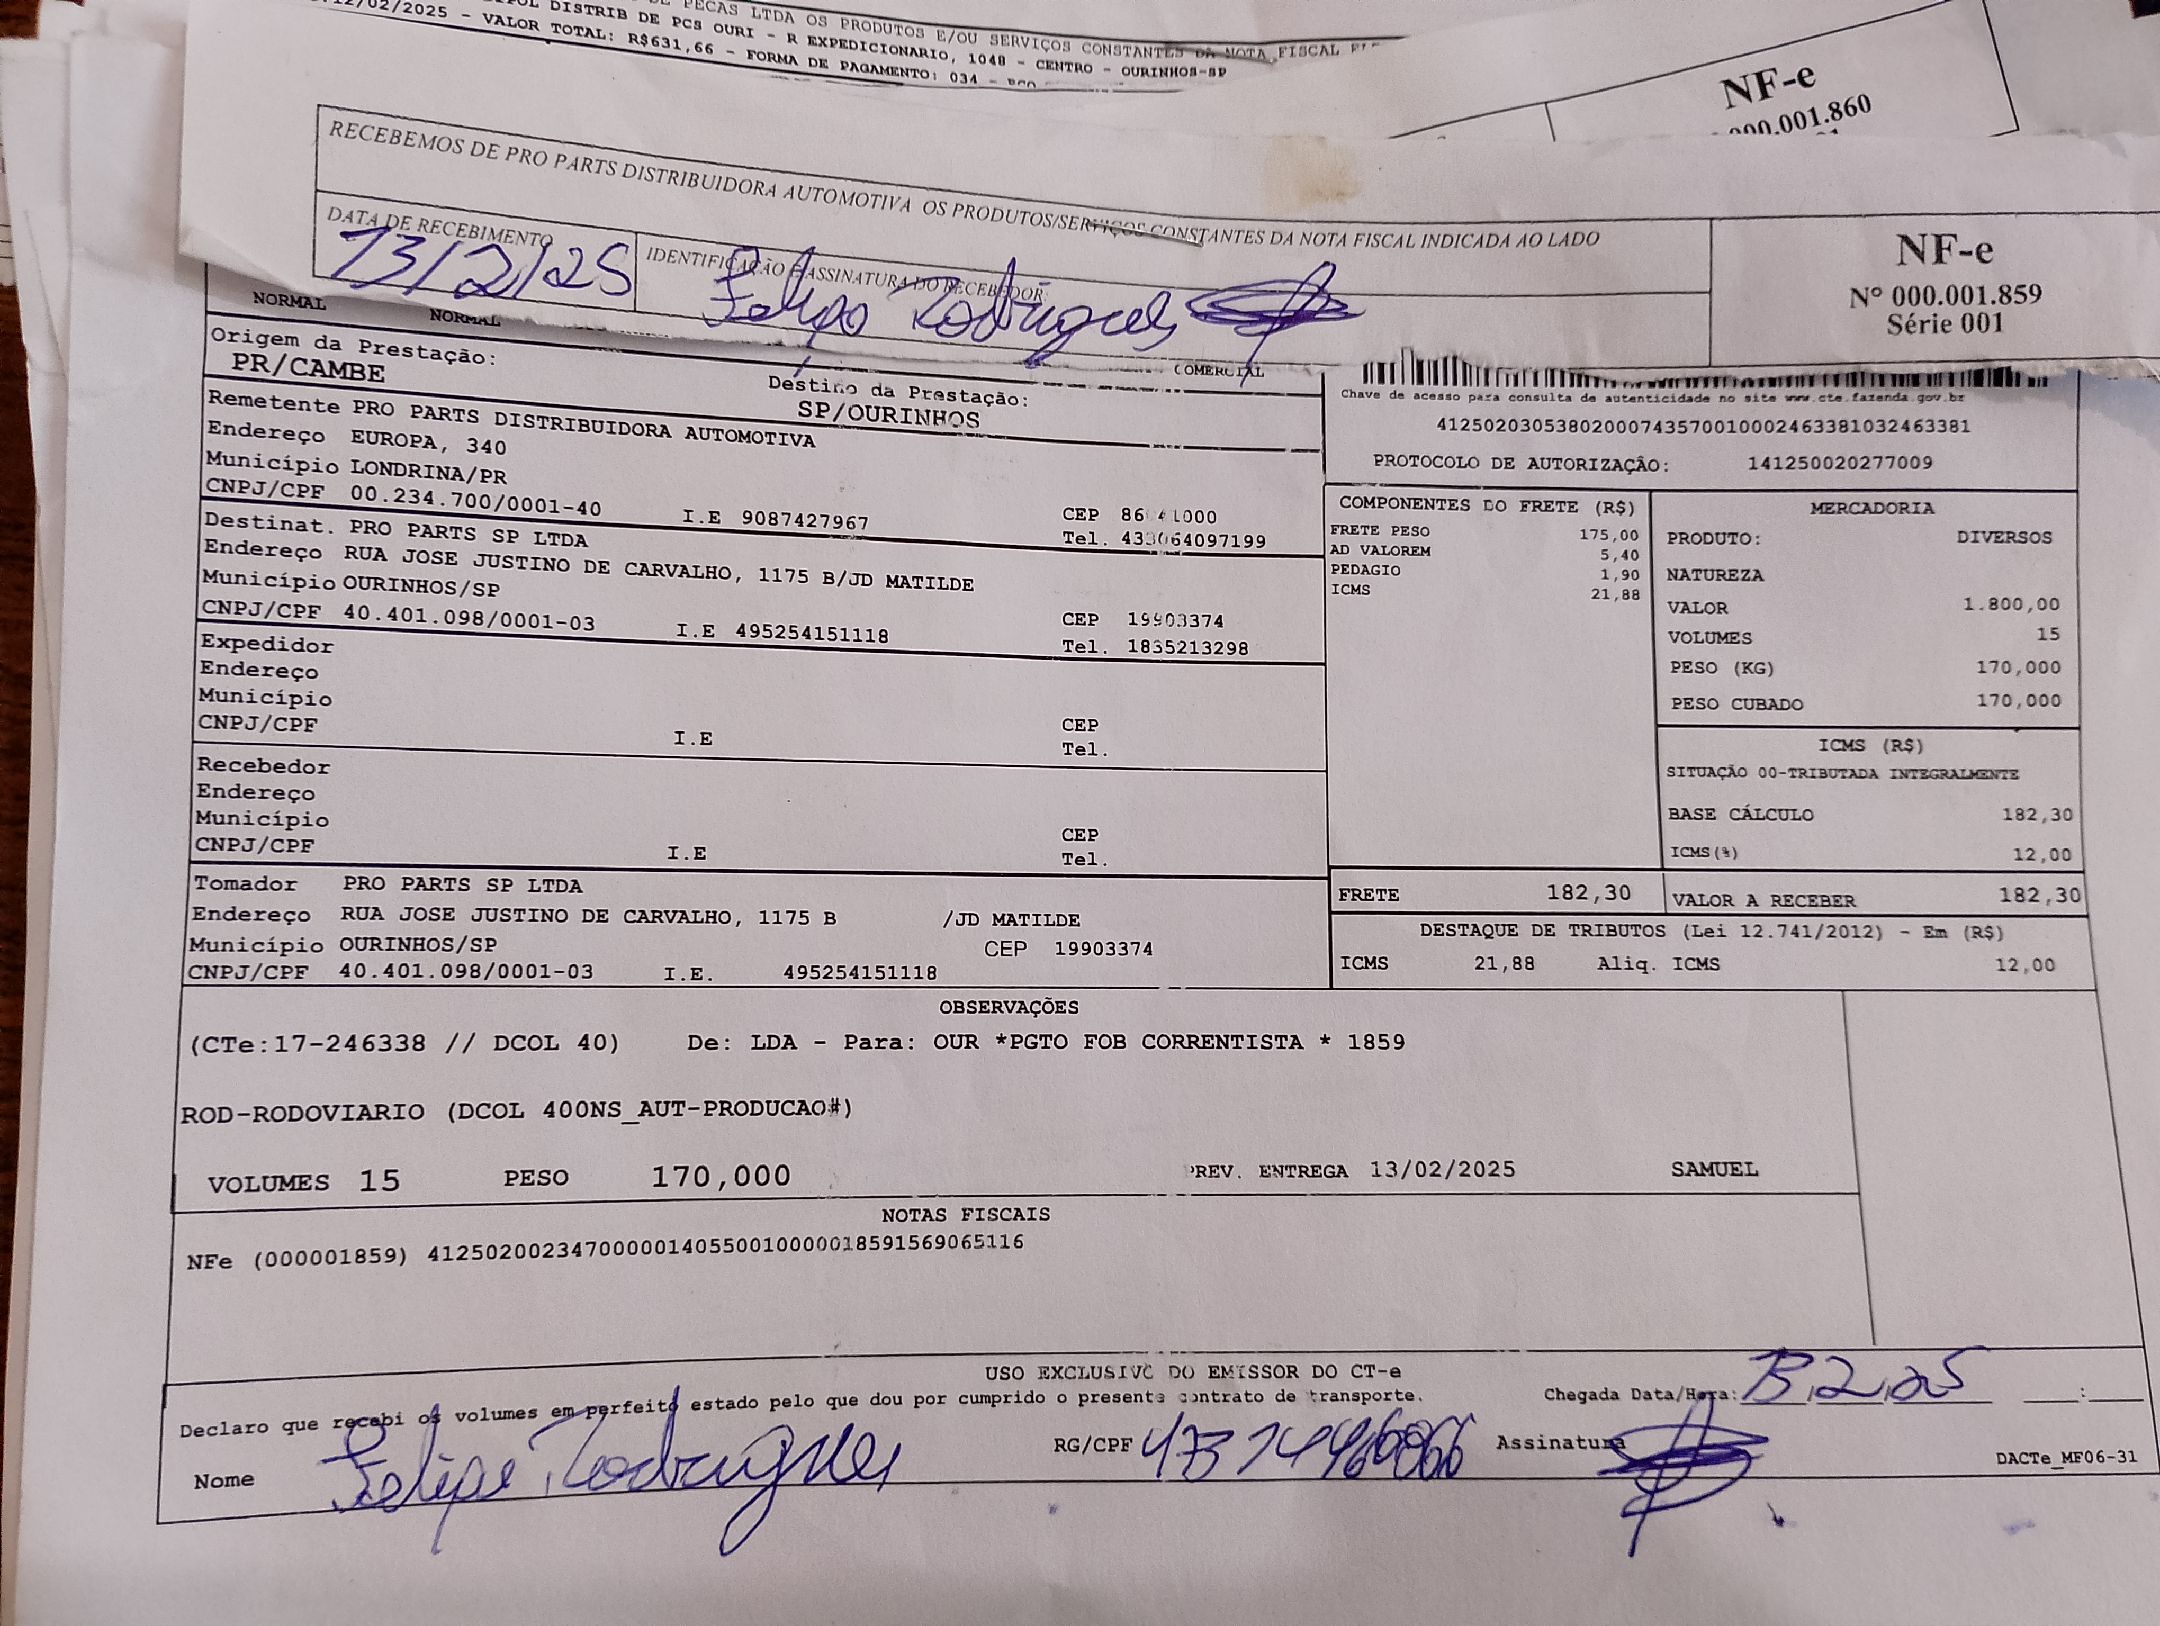 PECAS LTDA OS PRODUTOS E/OU SERVIÇOS CONSTANTES DA NOTA FISCAL
DISTRIB DE PCS OURI - R EXPEDICIONARIO, 1048 - CENTRO - OURINHOS-SP
12/02/2025 - VALOR TOTAL: R$631,66 - FORMA DE PAGAMENTO: 034 -
NF-e
000.001.860
RECEBEMOS DE PRO PARTS DISTRIBUIDORA AUTOMOTIVA OS PRODUTOS/SERVIÇOS CONSTANTES DA NOTA FISCAL INDICADA AO LADO
DATA DE RECEBIMENTO
13/2/25
IDENTIFICAÇÃO E ASSINATURA DO RECEBEDOR
Felipe Rodrigues
NF-e
Nº 000.001.859
Série 001
NORMAL NORMAL COMERCIAL
Origem da Prestação:
PR/CAMBE
Destino da Prestação:
SP/OURINHOS
Chave de acesso para consulta de autenticidade no site www.cte.fazenda.gov.br
41250203053802000743570010002463381032463381
PROTOCOLO DE AUTORIZAÇÃO: 141250020277009
Remetente PRO PARTS DISTRIBUIDORA AUTOMOTIVA
Endereço EUROPA, 340
Município LONDRINA/PR
CNPJ/CPF 00.234.700/0001-40 I.E 9087427967 CEP
Tel.
Destinat. PRO PARTS SP LTDA
Endereço RUA JOSE JUSTINO DE CARVALHO, 1175 B/JD MATILDE
Município OURINHOS/SP
CNPJ/CPF 40.401.098/0001-03 I.E 495254151118 CEP 19903374
Tel. 1835213298
Expedidor
Endereço
Município
CNPJ/CPF I.E CEP
Tel.
Recebedor
Endereço
Município
CNPJ/CPF I.E CEP
Tel.
Tomador PRO PARTS SP LTDA
Endereço RUA JOSE JUSTINO DE CARVALHO, 1175 B /JD MATILDE
Município OURINHOS/SP CEP 19903374
CNPJ/CPF 40.401.098/0001-03 I.E. 495254151118
COMPONENTES DO FRETE (R$)
FRETE PESO 175,00
AD VALOREM 5,40
PEDAGIO 1,90
ICMS 21,88
MERCADORIA
PRODUTO: DIVERSOS
NATUREZA
VALOR 1.800,00
VOLUMES 15
PESO (KG) 170,000
PESO CUBADO 170,000
ICMS (R$)
SITUAÇÃO 00-TRIBUTADA INTEGRALMENTE
BASE CÁLCULO 182,30
ICMS(%) 12,00
FRETE 182,30 VALOR A RECEBER 182,30
DESTAQUE DE TRIBUTOS (Lei 12.741/2012) - Em (R$)
ICMS 21,88 Aliq. ICMS 12,00
OBSERVAÇÕES
(CTe:17-246338 // DCOL 40) De: LDA - Para: OUR *PGTO FOB CORRENTISTA * 1859
ROD-RODOVIARIO (DCOL 400NS_AUT-PRODUCAO#)
VOLUMES 15 PESO 170,000 PREV. ENTREGA 13/02/2025 SAMUEL
NOTAS FISCAIS
NFe (000001859) 41250200234700000140550010000018591569065116
USO EXCLUSIVO DO EMISSOR DO CT-e
Declaro que recebi os volumes em perfeito estado pelo que dou por cumprido o presente contrato de transporte. Chegada Data/Hora: 13,2,25 :
Nome Felipe Rodrigues RG/CPF Assinatura
DACTe_MF06-31